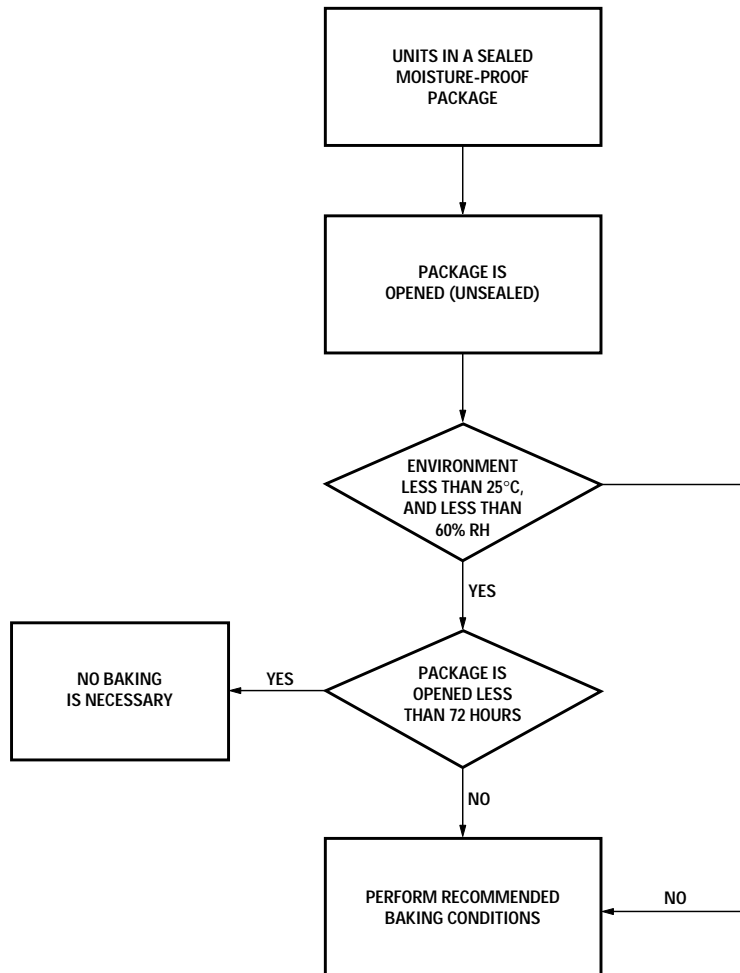 UNITS IN A SEALED
MOISTURE-PROOF
PACKAGE
PACKAGE IS
OPENED (UNSEALED)
ENVIRONMENT
LESS THAN 25°C,
AND LESS THAN
60% RH
YES
NO BAKING
IS NECESSARY
YES
PACKAGE IS
OPENED LESS
THAN 72 HOURS
NO
PERFORM RECOMMENDED
BAKING CONDITIONS
NO